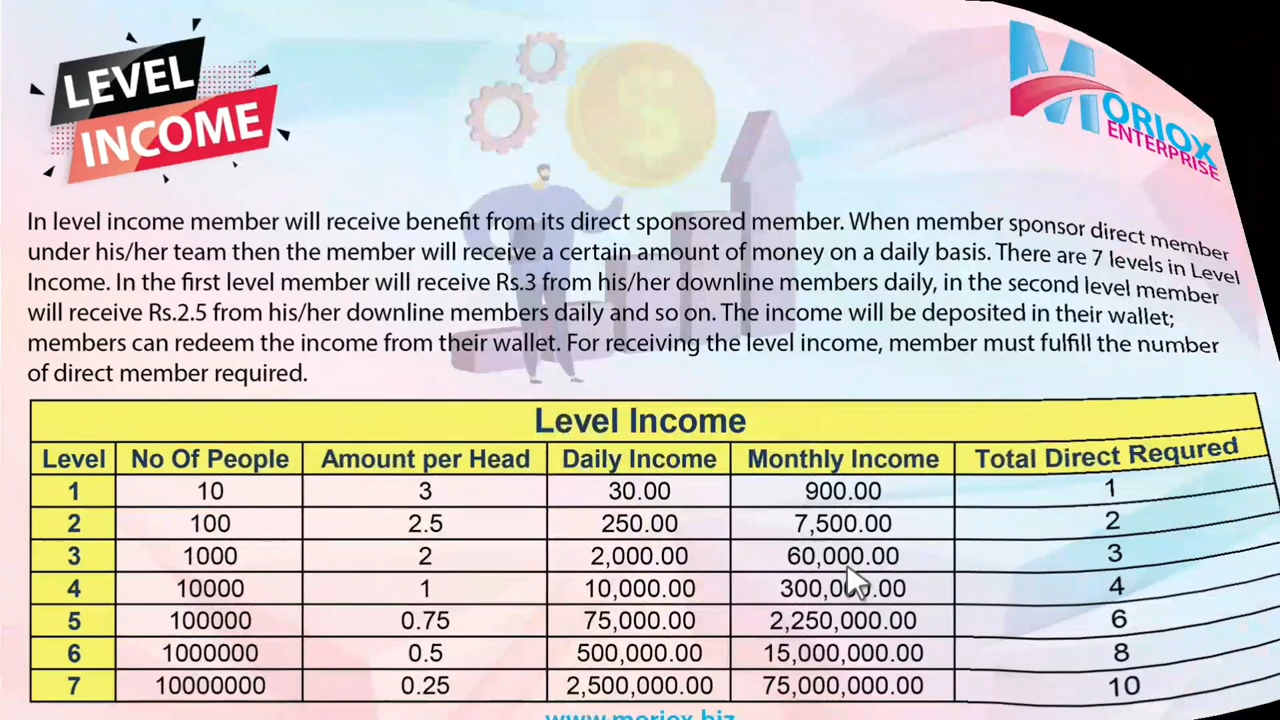 LEVEL
INCOME
MORIOX
ENTERPRISE
In level income member will receive benefit from its direct sponsored member. When member sponsor direct member
under his/her team then the member will receive a certain amount of money on a daily basis. There are 7 levels in Level
Income. In the first level member will receive Rs.3 from his/her downline members daily, in the second level member
will receive Rs.2.5 from his/her downline members daily and so on. The income will be deposited in their wallet;
members can redeem the income from their wallet. For receiving the level income, member must fulfill the number
of direct member required.
Level Income
Level No Of People Amount per Head Daily Income Monthly Income Total Direct Requred
1 10 3 30.00 900.00 1
2 100 2.5 250.00 7,500.00 2
3 1000 2 2,000.00 60,000.00 3
4 10000 1 10,000.00 300,000.00 4
5 100000 0.75 75,000.00 2,250,000.00 6
6 1000000 0.5 500,000.00 15,000,000.00 8
7 10000000 0.25 2,500,000.00 75,000,000.00 10
www.moriox.biz